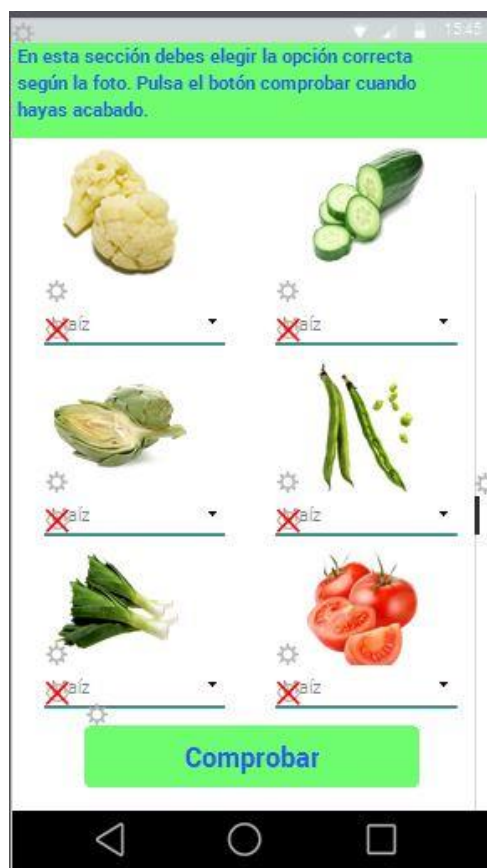 15:45
En esta sección debes elegir la opción correcta
según la foto. Pulsa el botón comprobar cuando
hayas acabado.
Comprobar